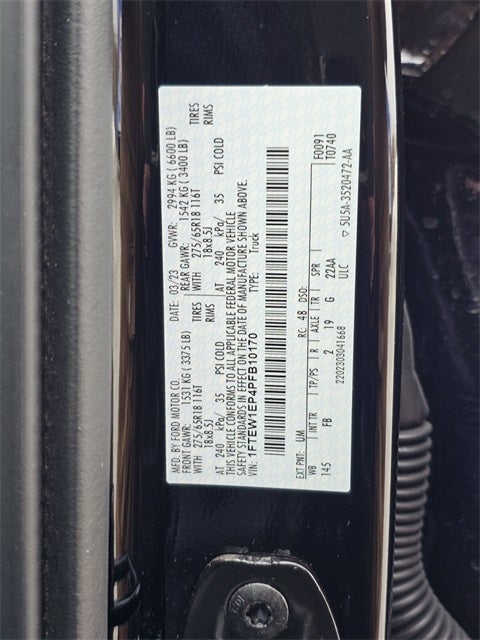 MFD. BY FORD MOTOR CO. DATE: 03/23 GVWR: 2994 KG ( 6600 LB)
FRONT GAWR: 1531 KG ( 3375 LB) REAR GAWR: 1542 KG ( 3400 LB)
WITH 275/65R18 116T TIRES WITH 275/65R18 116T TIRES
18x8.5J RIMS 18x8.5J RIMS
AT 240 kPa/ 35 PSI COLD AT 240 kPa/ 35 PSI COLD
THIS VEHICLE CONFORMS TO ALL APPLICABLE FEDERAL MOTOR VEHICLE
SAFETY STANDARDS IN EFFECT ON THE DATE OF MANUFACTURE SHOWN ABOVE.
VIN: 1FTEW1EP4PFB10170 TYPE: Truck
EXT PNT: UM RC: 48 DSO: F0091
WB INT TR TP/PS R AXLE TR SPR T0740
145 FB 2 19 G 22AA
2202303041668 ULC 5U5A-3520472-AA